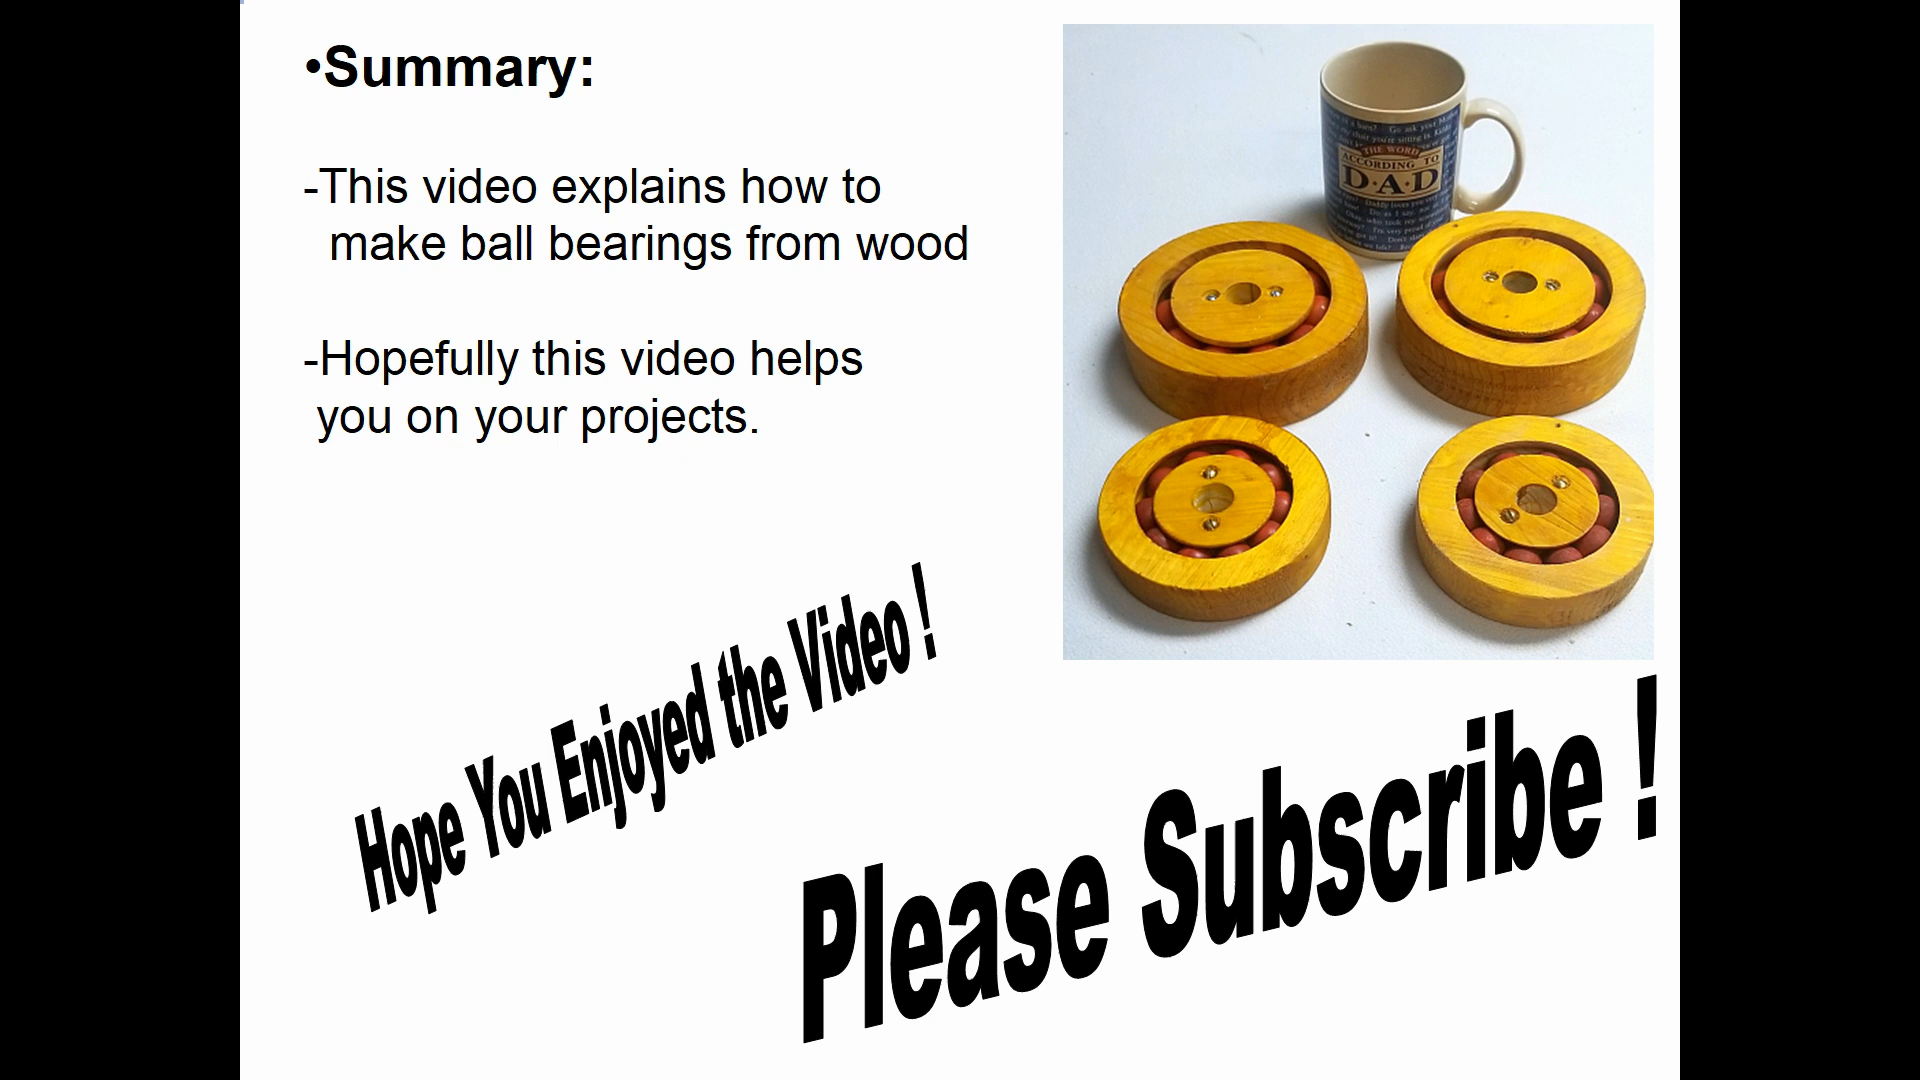 •Summary:
-This video explains how to
make ball bearings from wood
-Hopefully this video helps
you on your projects.
THE WORD
ACCORDING TO
D·A·D
Hope You Enjoyed the Video !
Please Subscribe !